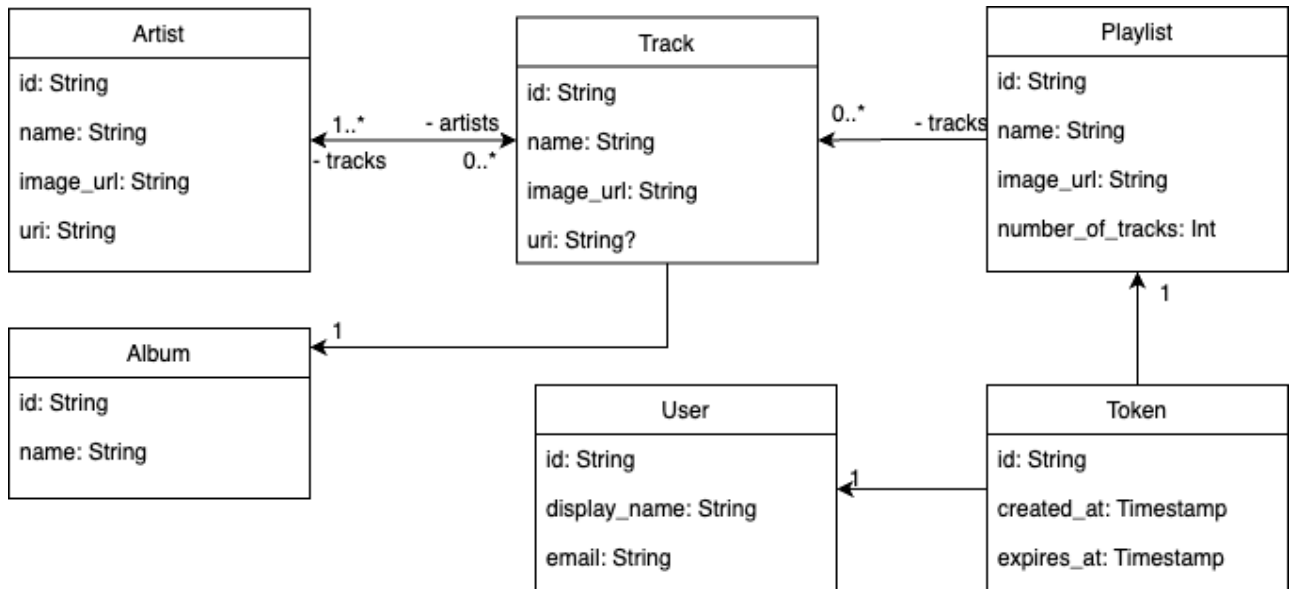 Artist
id: String
name: String
image_url: String
uri: String
1..*
- artists
- tracks
0..*
Track
id: String
name: String
image_url: String
uri: String?
0..*
- tracks
Playlist
id: String
name: String
image_url: String
number_of_tracks: Int
1
Album
id: String
name: String
1
User
id: String
display_name: String
email: String
1
Token
id: String
created_at: Timestamp
expires_at: Timestamp